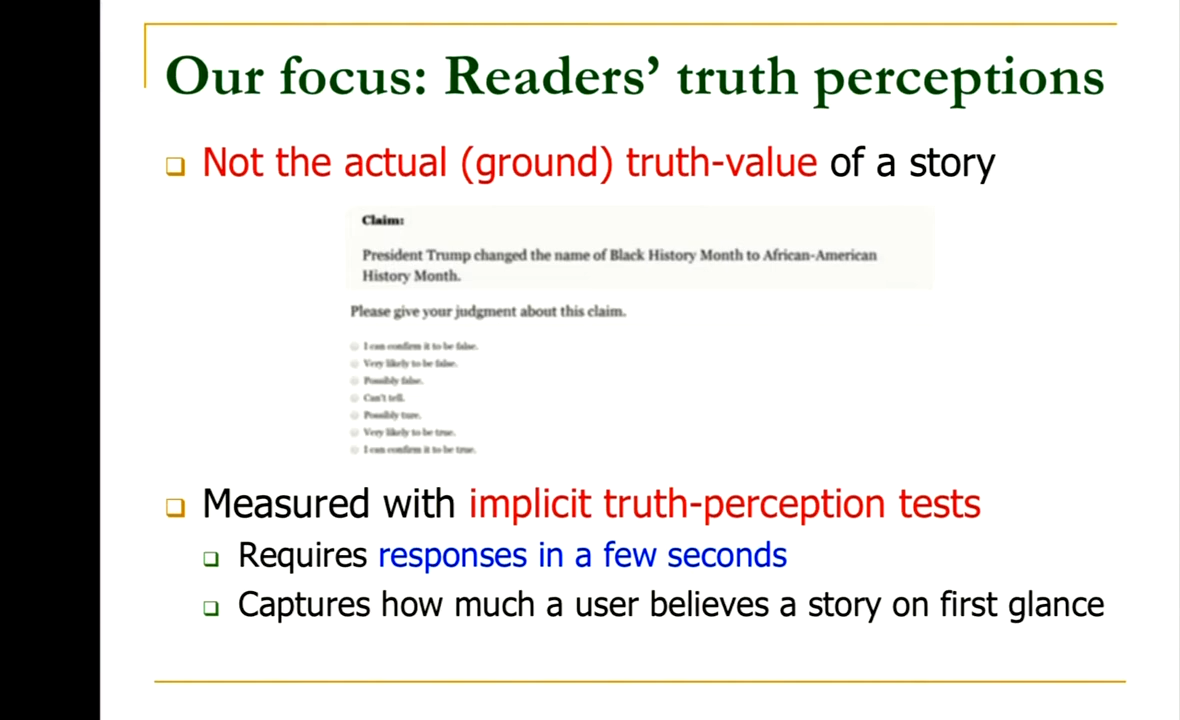 Our focus: Readers' truth perceptions
Not the actual (ground) truth-value of a story
Claim:
President Trump changed the name of Black History Month to African-American
History Month.
Please give your judgment about this claim.
I can confirm it to be false.
Very likely to be false.
Possibly false.
Can't tell.
Possibly ture.
Very likely to be true.
I can confirm it to be true.
Measured with implicit truth-perception tests
Requires responses in a few seconds
Captures how much a user believes a story on first glance